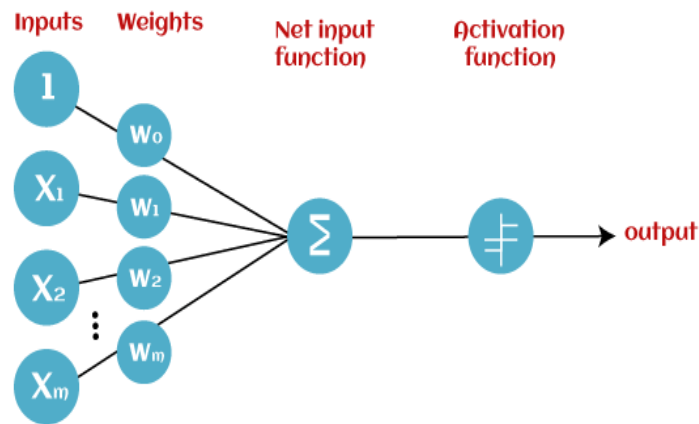 Inputs
Weights
Net input
function
Activation
function
1
W₀
X₁
W₁
Σ
output
X₂
W₂
Xₘ
Wₘ